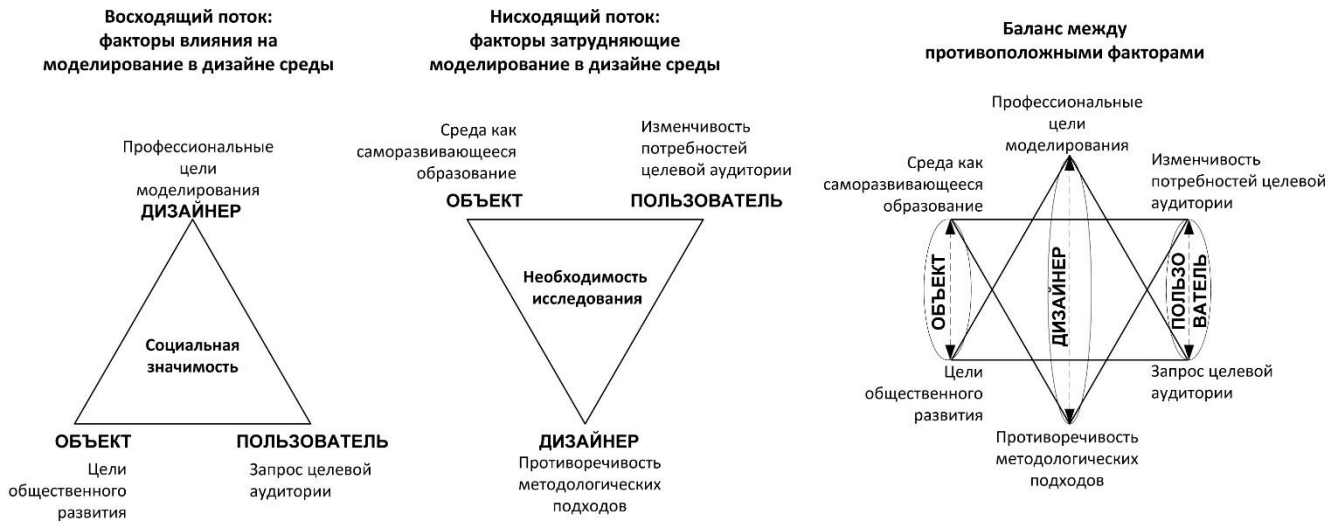 Восходящий поток:
факторы влияния на
моделирование в дизайне среды
Профессиональные
цели
моделирования
ДИЗАЙНЕР
Социальная
значимость
ОБЪЕКТ
ПОЛЬЗОВАТЕЛЬ
Цели
общественного
развития
Запрос целевой
аудитории
Нисходящий поток:
факторы затрудняющие
моделирование в дизайне среды
Среда как
саморазвивающееся
образование
Изменчивость
потребностей
целевой аудитории
ОБЪЕКТ
ПОЛЬЗОВАТЕЛЬ
Необходимость
исследования
ДИЗАЙНЕР
Противоречивость
методологических
подходов
Баланс между
противоположными факторами
Профессиональные
цели
моделирования
Среда как
саморазвивающееся
образование
Изменчивость
потребностей целевой
аудитории
ОБЪЕКТ
ДИЗАЙНЕР
ПОЛЬЗО
ВАТЕЛЬ
Цели
общественного
развития
Запрос целевой
аудитории
Противоречивость
методологических
подходов